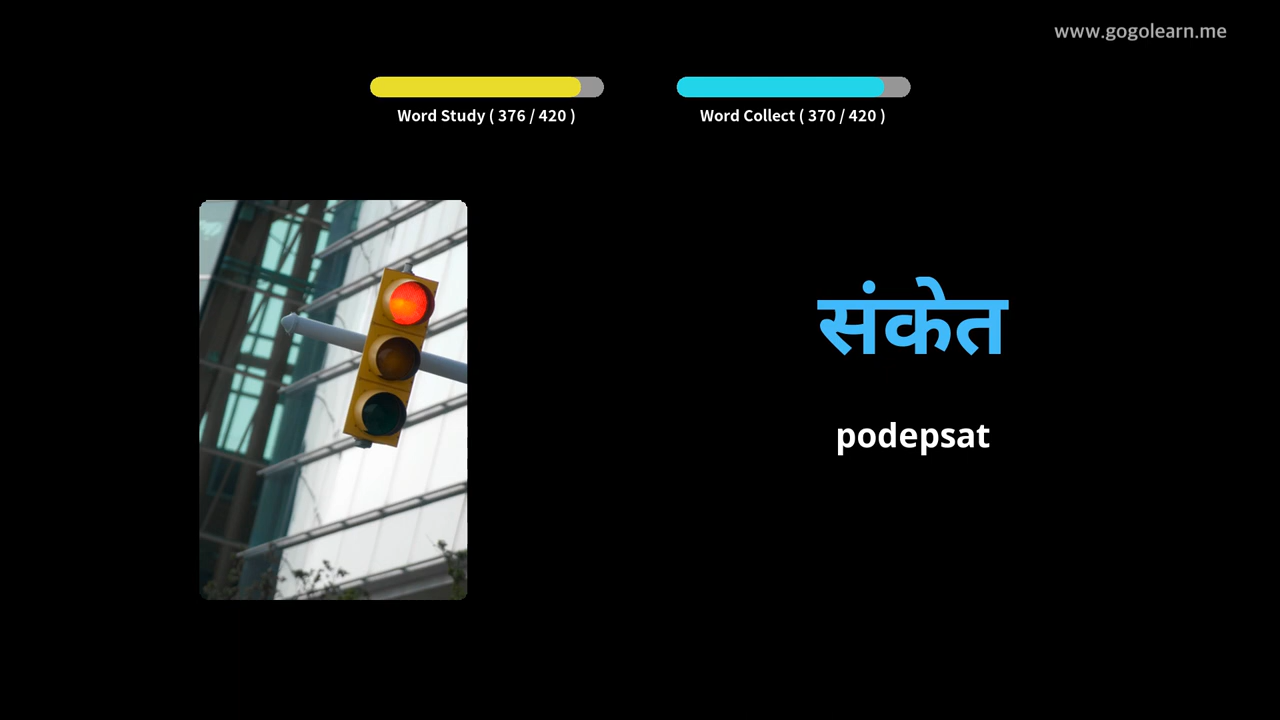 www.gogolearn.me
Word Study ( 376 / 420 )
Word Collect ( 370 / 420 )
संकेत
podepsat